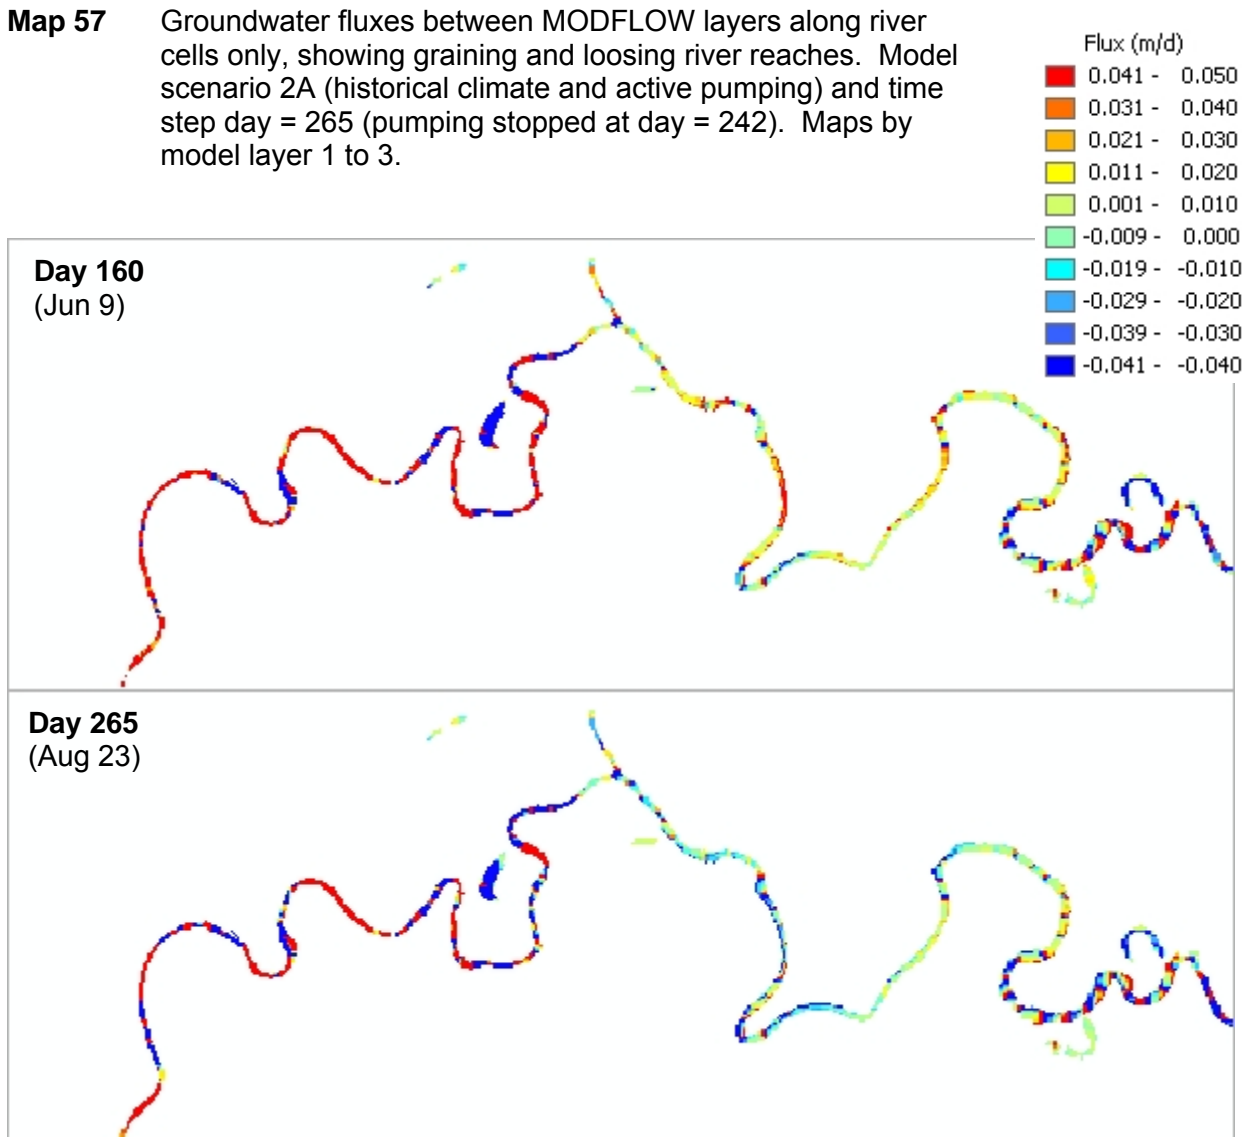 Map 57 Groundwater fluxes between MODFLOW layers along river
cells only, showing graining and loosing river reaches. Model
scenario 2A (historical climate and active pumping) and time
step day = 265 (pumping stopped at day = 242). Maps by
model layer 1 to 3.
Flux (m/d)
0.041 - 0.050
0.031 - 0.040
0.021 - 0.030
0.011 - 0.020
0.001 - 0.010
-0.009 - 0.000
-0.019 - -0.010
-0.029 - -0.020
-0.039 - -0.030
-0.041 - -0.040
Day 160
(Jun 9)
Day 265
(Aug 23)